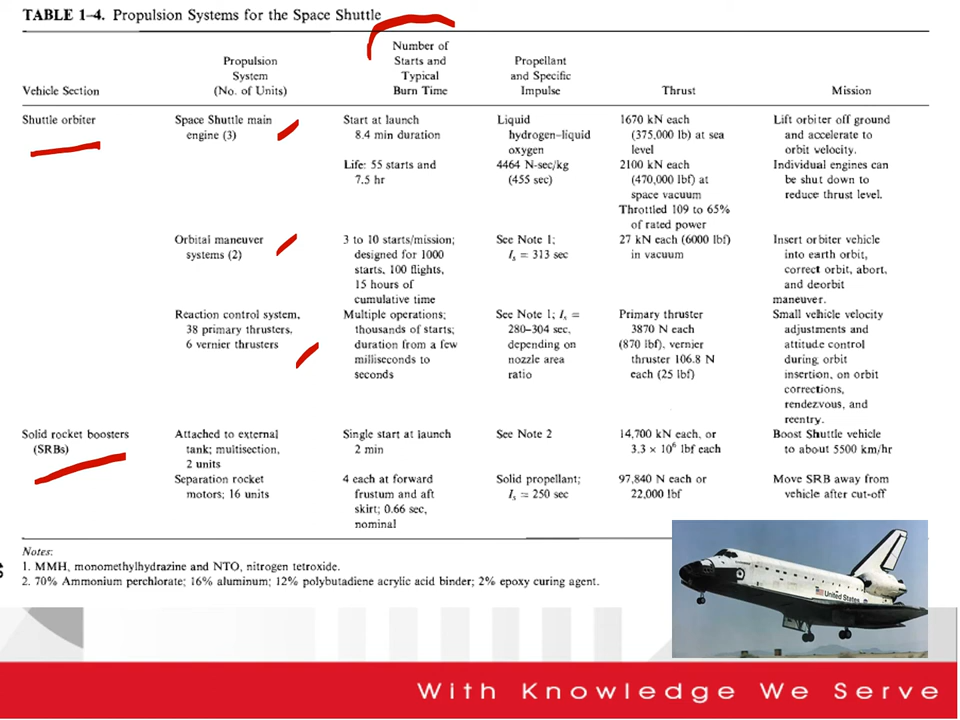 TABLE 1–4. Propulsion Systems for the Space Shuttle
Vehicle Section
Propulsion
System
(No. of Units)
Number of
Starts and
Typical
Burn Time
Propellant
and Specific
Impulse
Thrust
Mission
Shuttle orbiter
Space Shuttle main
engine (3)
Start at launch
8.4 min duration
Life: 55 starts and
7.5 hr
Liquid
hydrogen–liquid
oxygen
4464 N-sec/kg
(455 sec)
1670 kN each
(375,000 lb) at sea
level
2100 kN each
(470,000 lbf) at
space vacuum
Throttled 109 to 65%
of rated power
Lift orbiter off ground
and accelerate to
orbit velocity.
Individual engines can
be shut down to
reduce thrust level.
Orbital maneuver
systems (2)
3 to 10 starts/mission;
designed for 1000
starts, 100 flights,
15 hours of
cumulative time
See Note 1;
Is = 313 sec
27 kN each (6000 lbf)
in vacuum
Insert orbiter vehicle
into earth orbit,
correct orbit, abort,
and deorbit
maneuver.
Reaction control system,
38 primary thrusters,
6 vernier thrusters
Multiple operations;
thousands of starts;
duration from a few
milliseconds to
seconds
See Note 1; Is =
280–304 sec,
depending on
nozzle area
ratio
Primary thruster
3870 N each
(870 lbf), vernier
thruster 106.8 N
each (25 lbf)
Small vehicle velocity
adjustments and
attitude control
during orbit
insertion, on orbit
corrections,
rendezvous, and
reentry.
Solid rocket boosters
(SRBs)
Attached to external
tank; multisection,
2 units
Single start at launch
2 min
See Note 2
14,700 kN each, or
3.3 × 10⁶ lbf each
Boost Shuttle vehicle
to about 5500 km/hr
Separation rocket
motors; 16 units
4 each at forward
frustum and aft
skirt; 0.66 sec,
nominal
Solid propellant;
Is = 250 sec
97,840 N each or
22,000 lbf
Move SRB away from
vehicle after cut-off
Notes:
1. MMH, monomethylhydrazine and NTO, nitrogen tetroxide.
2. 70% Ammonium perchlorate; 16% aluminum; 12% polybutadiene acrylic acid binder; 2% epoxy curing agent.
United States
With Knowledge We Serve